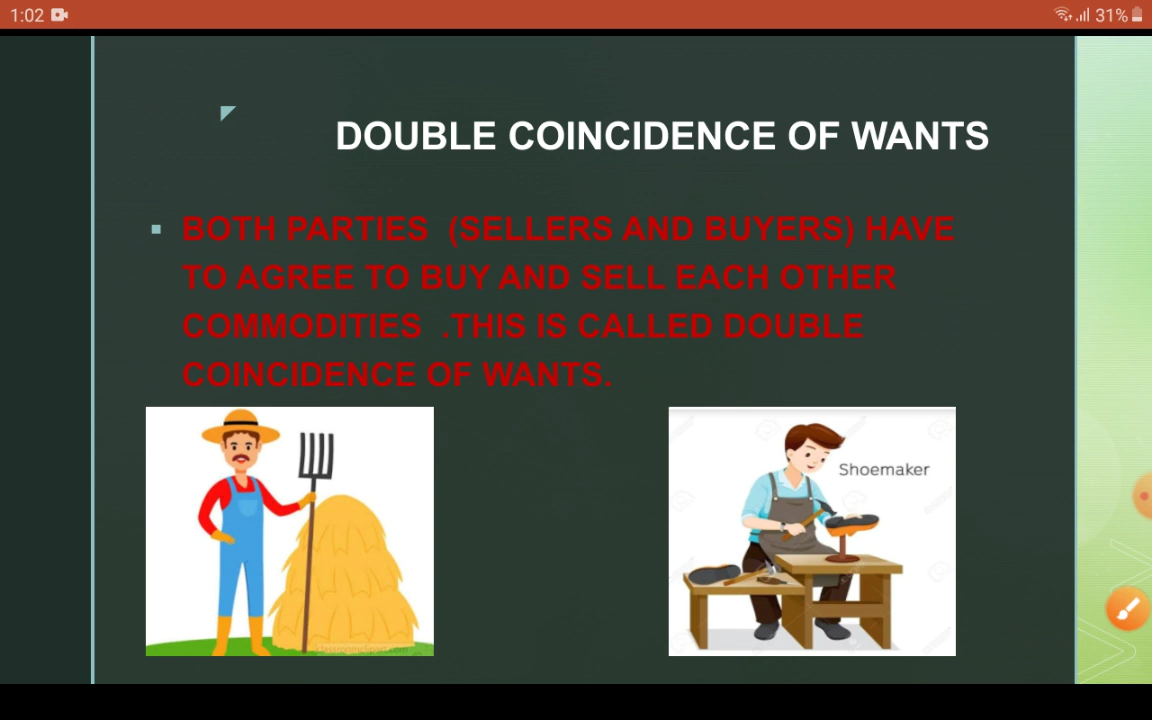 1:02
31%
DOUBLE COINCIDENCE OF WANTS
BOTH PARTIES (SELLERS AND BUYERS) HAVE
TO AGREE TO BUY AND SELL EACH OTHER
COMMODITIES .THIS IS CALLED DOUBLE
COINCIDENCE OF WANTS.
Shoemaker